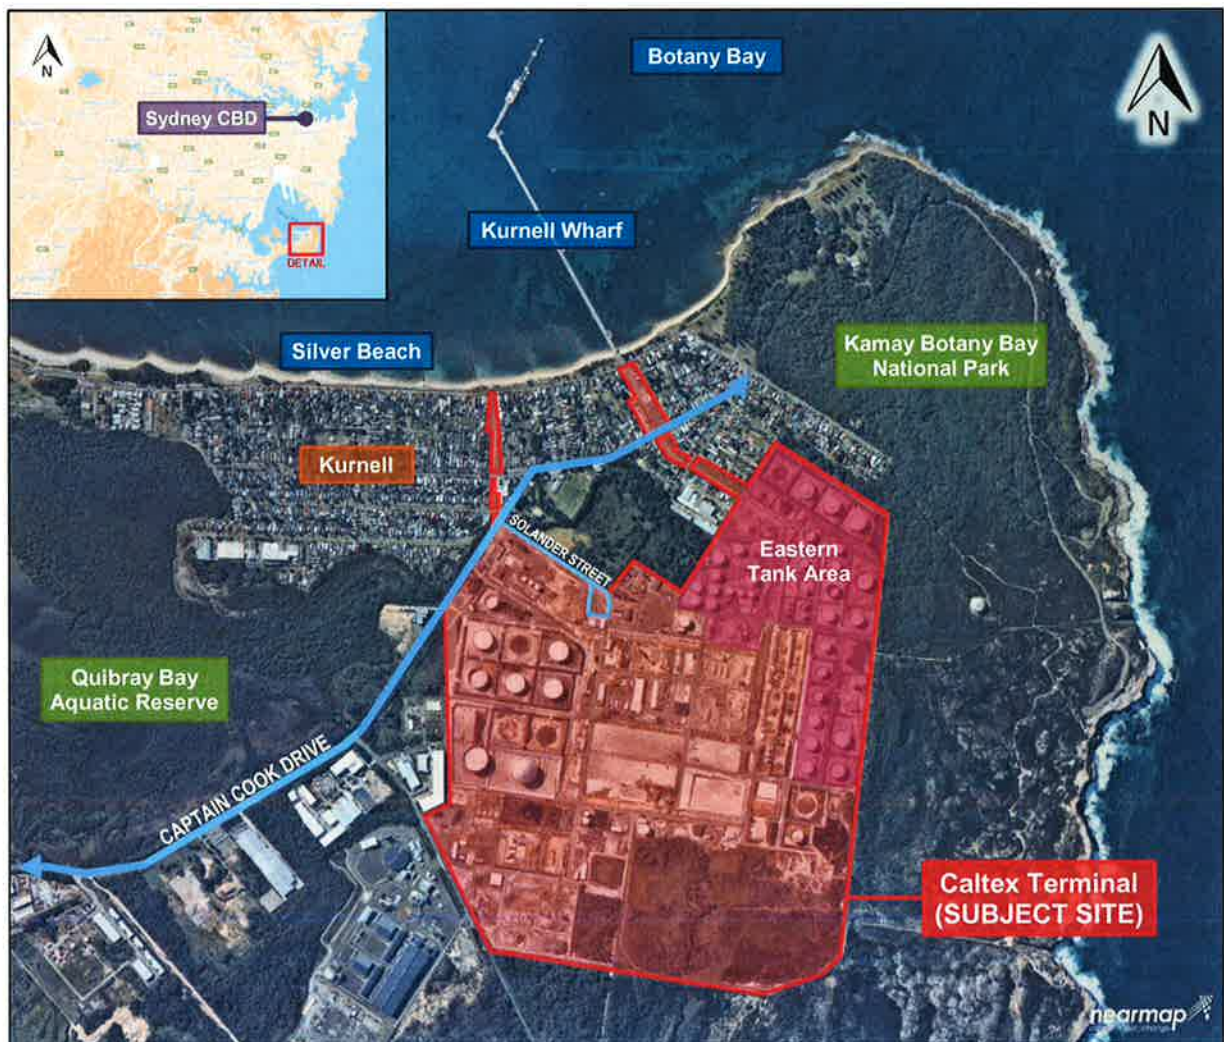 Botany Bay
N
Sydney CBD
DETAIL
N
Kurnell Wharf
Silver Beach
Kamay Botany Bay
National Park
Kurnell
SOLANDER STREET
Eastern
Tank Area
Quibray Bay
Aquatic Reserve
CAPTAIN COOK DRIVE
Caltex Terminal
(SUBJECT SITE)
nearmap